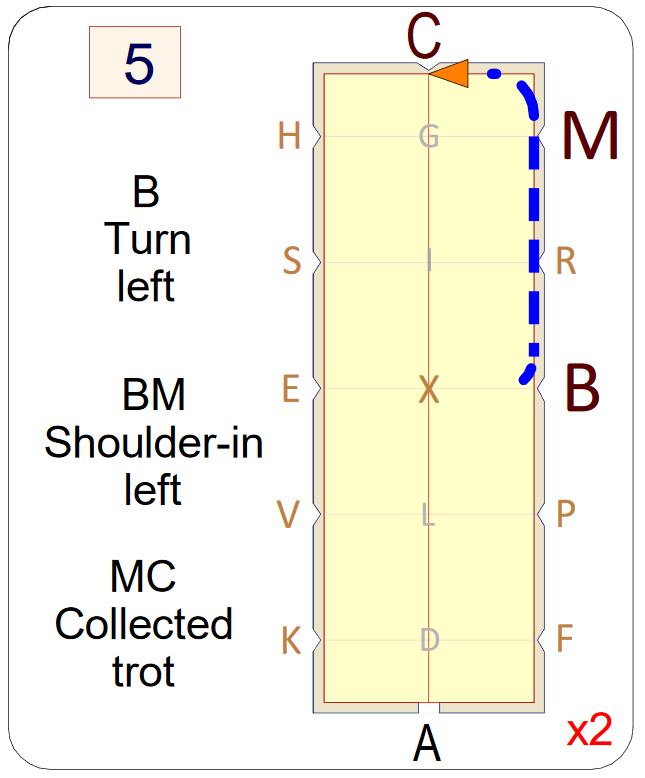 5
B
Turn
left
BM
Shoulder-in
left
MC
Collected
trot
C
H G M
S I R
E X B
V L P
K D F
A
x2